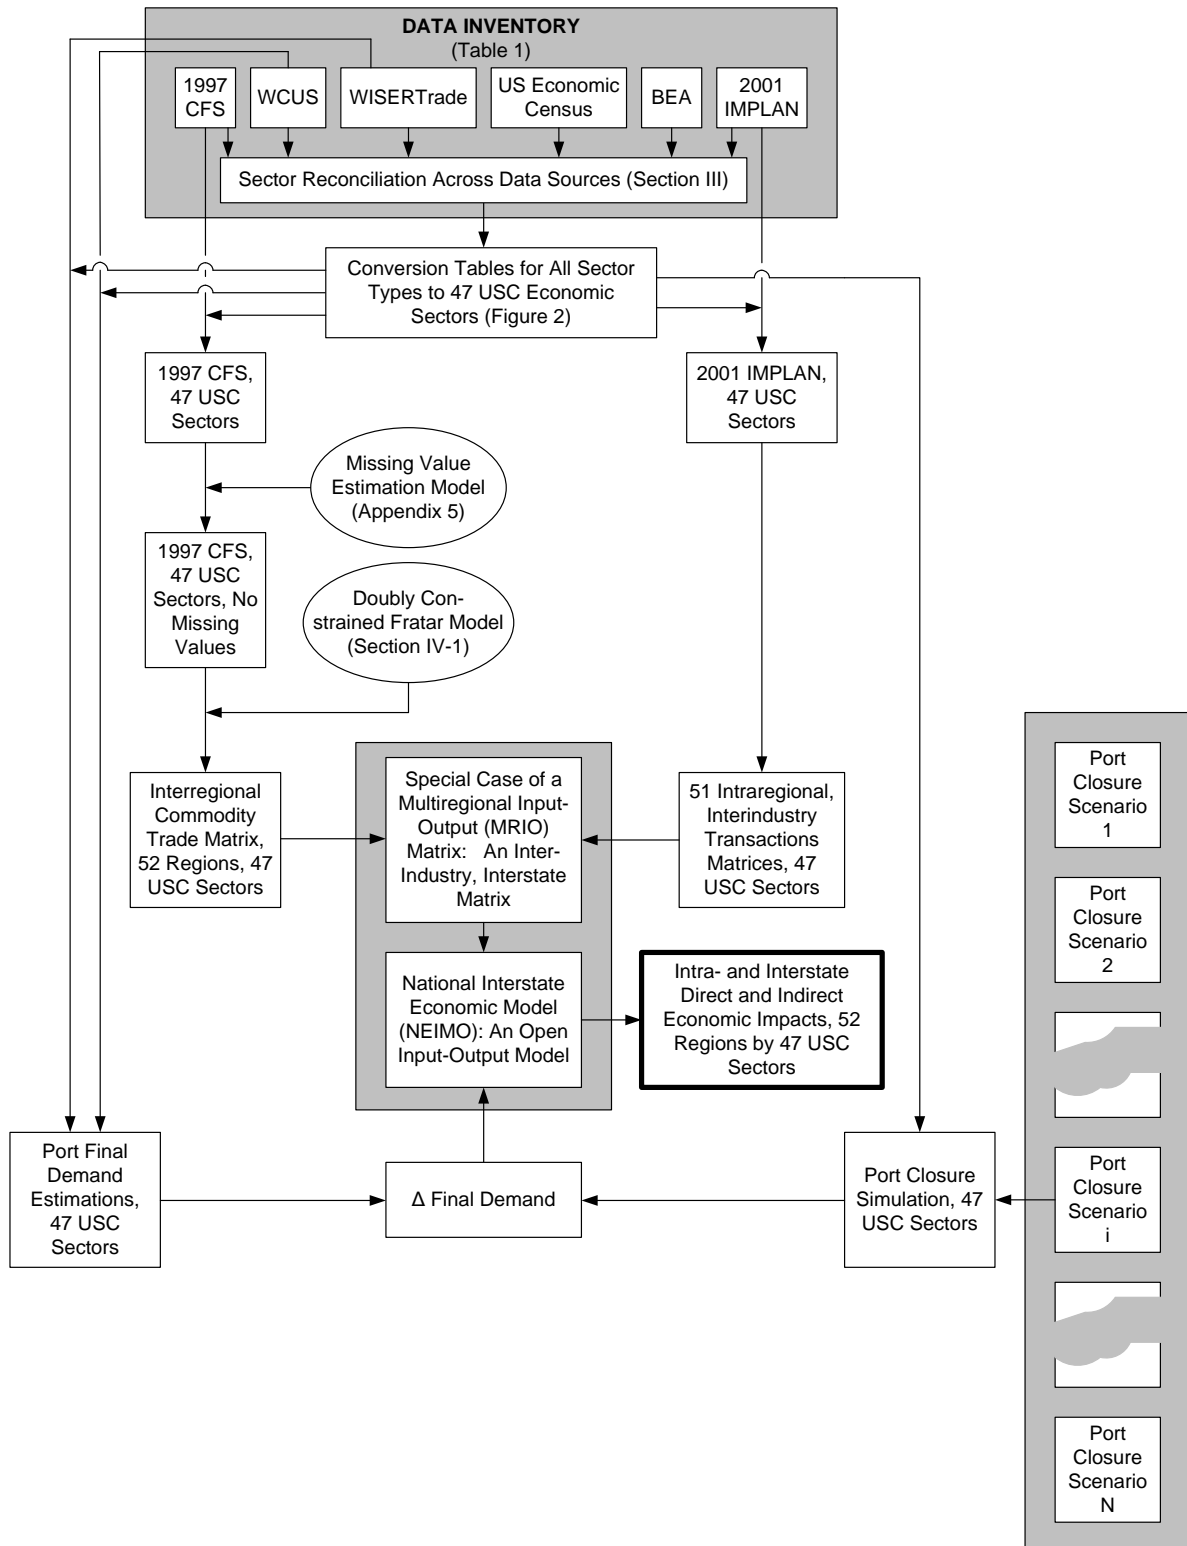 DATA INVENTORY
(Table 1)
1997
CFS
WCUS
WISERTrade
US Economic
Census
BEA
2001
IMPLAN
Sector Reconciliation Across Data Sources (Section III)
Conversion Tables for All Sector
Types to 47 USC Economic
Sectors (Figure 2)
1997 CFS,
47 USC
Sectors
2001 IMPLAN,
47 USC
Sectors
Missing Value
Estimation Model
(Appendix 5)
1997 CFS,
47 USC
Sectors, No
Missing
Values
Doubly Con-
strained Fratar Model
(Section IV-1)
Interregional
Commodity
Trade Matrix,
52 Regions, 47
USC Sectors
Special Case of a
Multiregional Input-
Output (MRIO)
Matrix: An Inter-
Industry, Interstate
Matrix
51 Intraregional,
Interindustry
Transactions
Matrices, 47
USC Sectors
National Interstate
Economic Model
(NEIMO): An Open
Input-Output Model
Intra- and Interstate
Direct and Indirect
Economic Impacts, 52
Regions by 47 USC
Sectors
Port Final
Demand
Estimations,
47 USC
Sectors
Δ Final Demand
Port Closure
Simulation, 47
USC Sectors
Port
Closure
Scenario
1
Port
Closure
Scenario
2
Port
Closure
Scenario
i
Port
Closure
Scenario
N